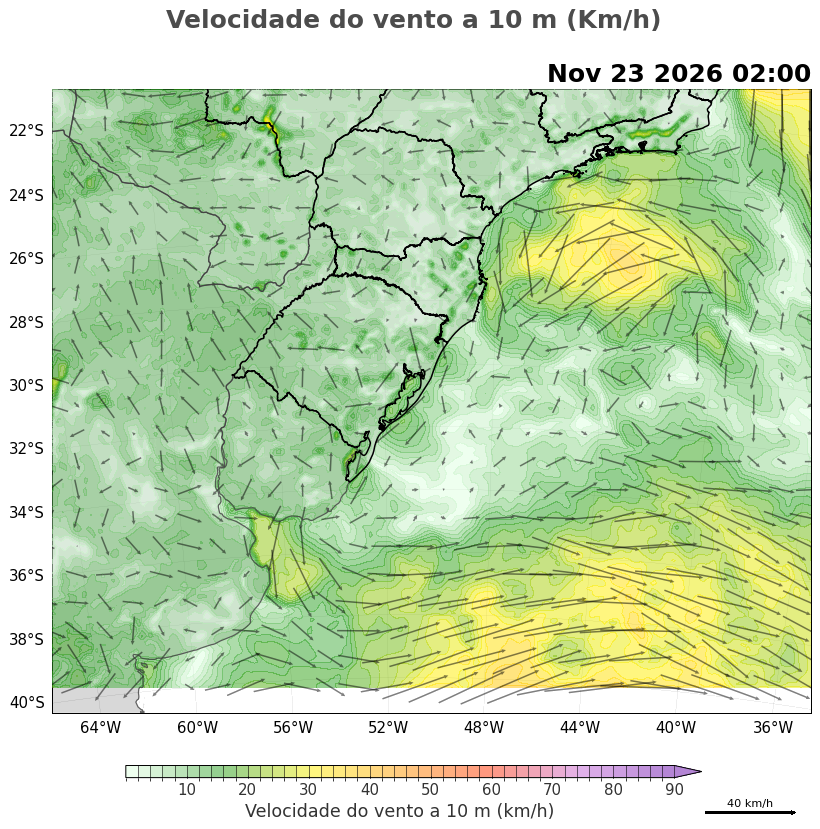 Velocidade do vento a 10 m (Km/h)
Nov 23 2026 02:00
22°S
24°S
26°S
28°S
30°S
32°S
34°S
36°S
38°S
40°S
64°W 60°W 56°W 52°W 48°W 44°W 40°W 36°W
10 20 30 40 50 60 70 80 90
Velocidade do vento a 10 m (km/h)
40 km/h